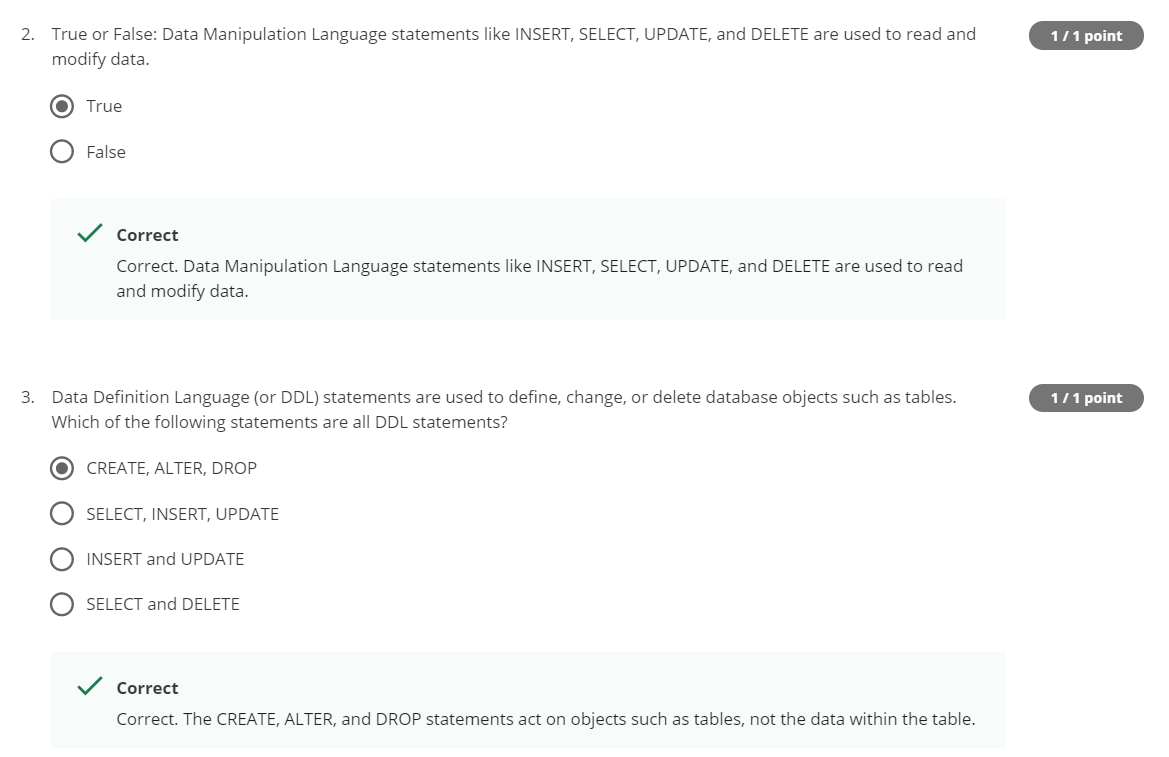 2. True or False: Data Manipulation Language statements like INSERT, SELECT, UPDATE, and DELETE are used to read and
modify data.
1 / 1 point
True
False
Correct
Correct. Data Manipulation Language statements like INSERT, SELECT, UPDATE, and DELETE are used to read
and modify data.
3. Data Definition Language (or DDL) statements are used to define, change, or delete database objects such as tables.
Which of the following statements are all DDL statements?
1 / 1 point
CREATE, ALTER, DROP
SELECT, INSERT, UPDATE
INSERT and UPDATE
SELECT and DELETE
Correct
Correct. The CREATE, ALTER, and DROP statements act on objects such as tables, not the data within the table.